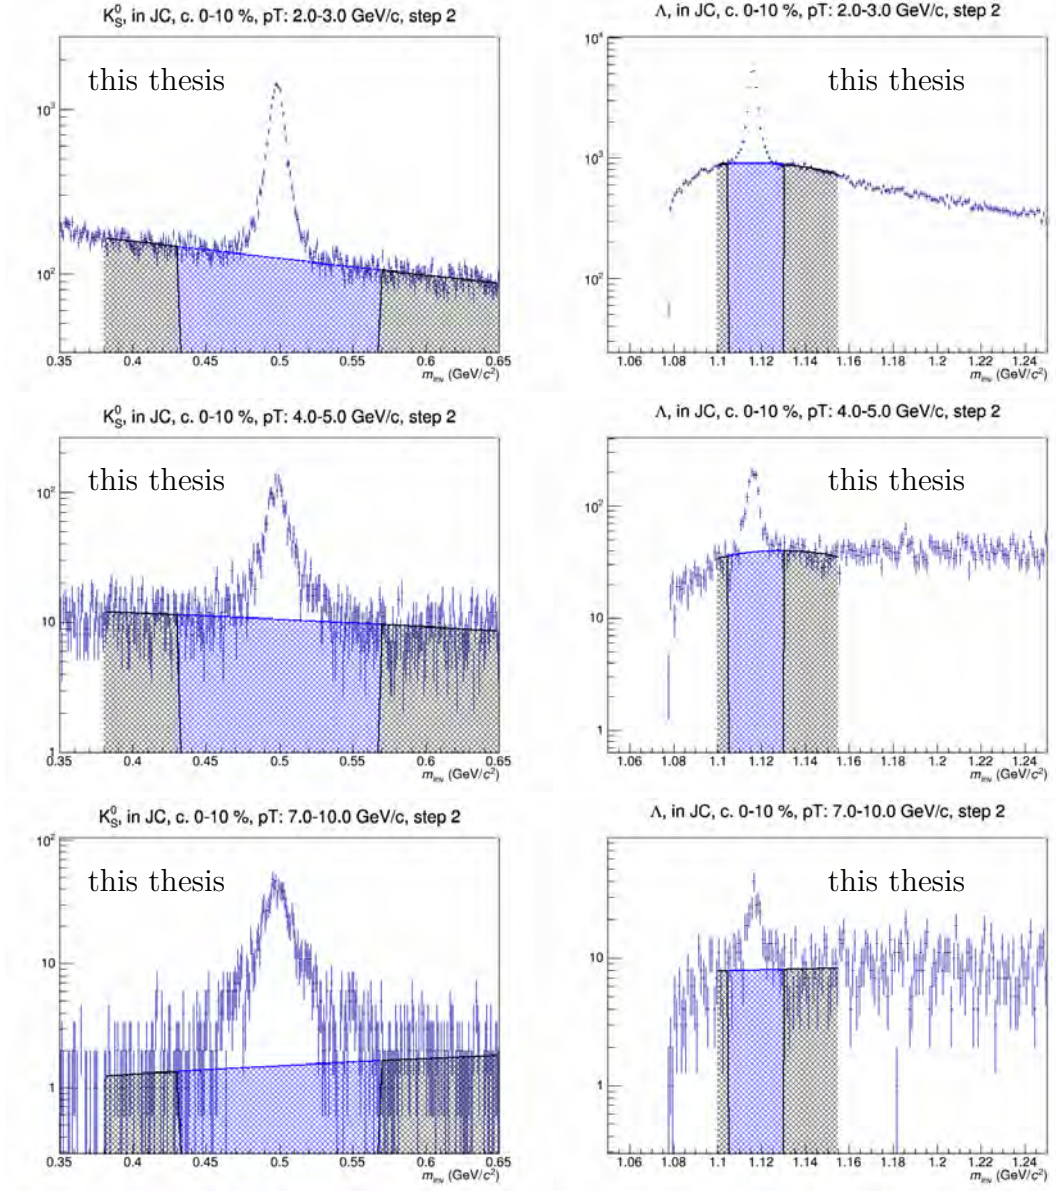 K⁰_S, in JC, c. 0-10 %, pT: 2.0-3.0 GeV/c, step 2
this thesis
10³
10²
0.35 0.4 0.45 0.5 0.55 0.6 0.65
m_inv (GeV/c²)
Λ, in JC, c. 0-10 %, pT: 2.0-3.0 GeV/c, step 2
this thesis
10⁴
10³
10²
1.06 1.08 1.1 1.12 1.14 1.16 1.18 1.2 1.22 1.24
m_inv (GeV/c²)
K⁰_S, in JC, c. 0-10 %, pT: 4.0-5.0 GeV/c, step 2
this thesis
10²
10
1
0.35 0.4 0.45 0.5 0.55 0.6 0.65
m_inv (GeV/c²)
Λ, in JC, c. 0-10 %, pT: 4.0-5.0 GeV/c, step 2
this thesis
10²
10
1
1.06 1.08 1.1 1.12 1.14 1.16 1.18 1.2 1.22 1.24
m_inv (GeV/c²)
K⁰_S, in JC, c. 0-10 %, pT: 7.0-10.0 GeV/c, step 2
this thesis
10²
10
1
0.35 0.4 0.45 0.5 0.55 0.6 0.65
m_inv (GeV/c²)
Λ, in JC, c. 0-10 %, pT: 7.0-10.0 GeV/c, step 2
this thesis
10
1
1.06 1.08 1.1 1.12 1.14 1.16 1.18 1.2 1.22 1.24
m_inv (GeV/c²)